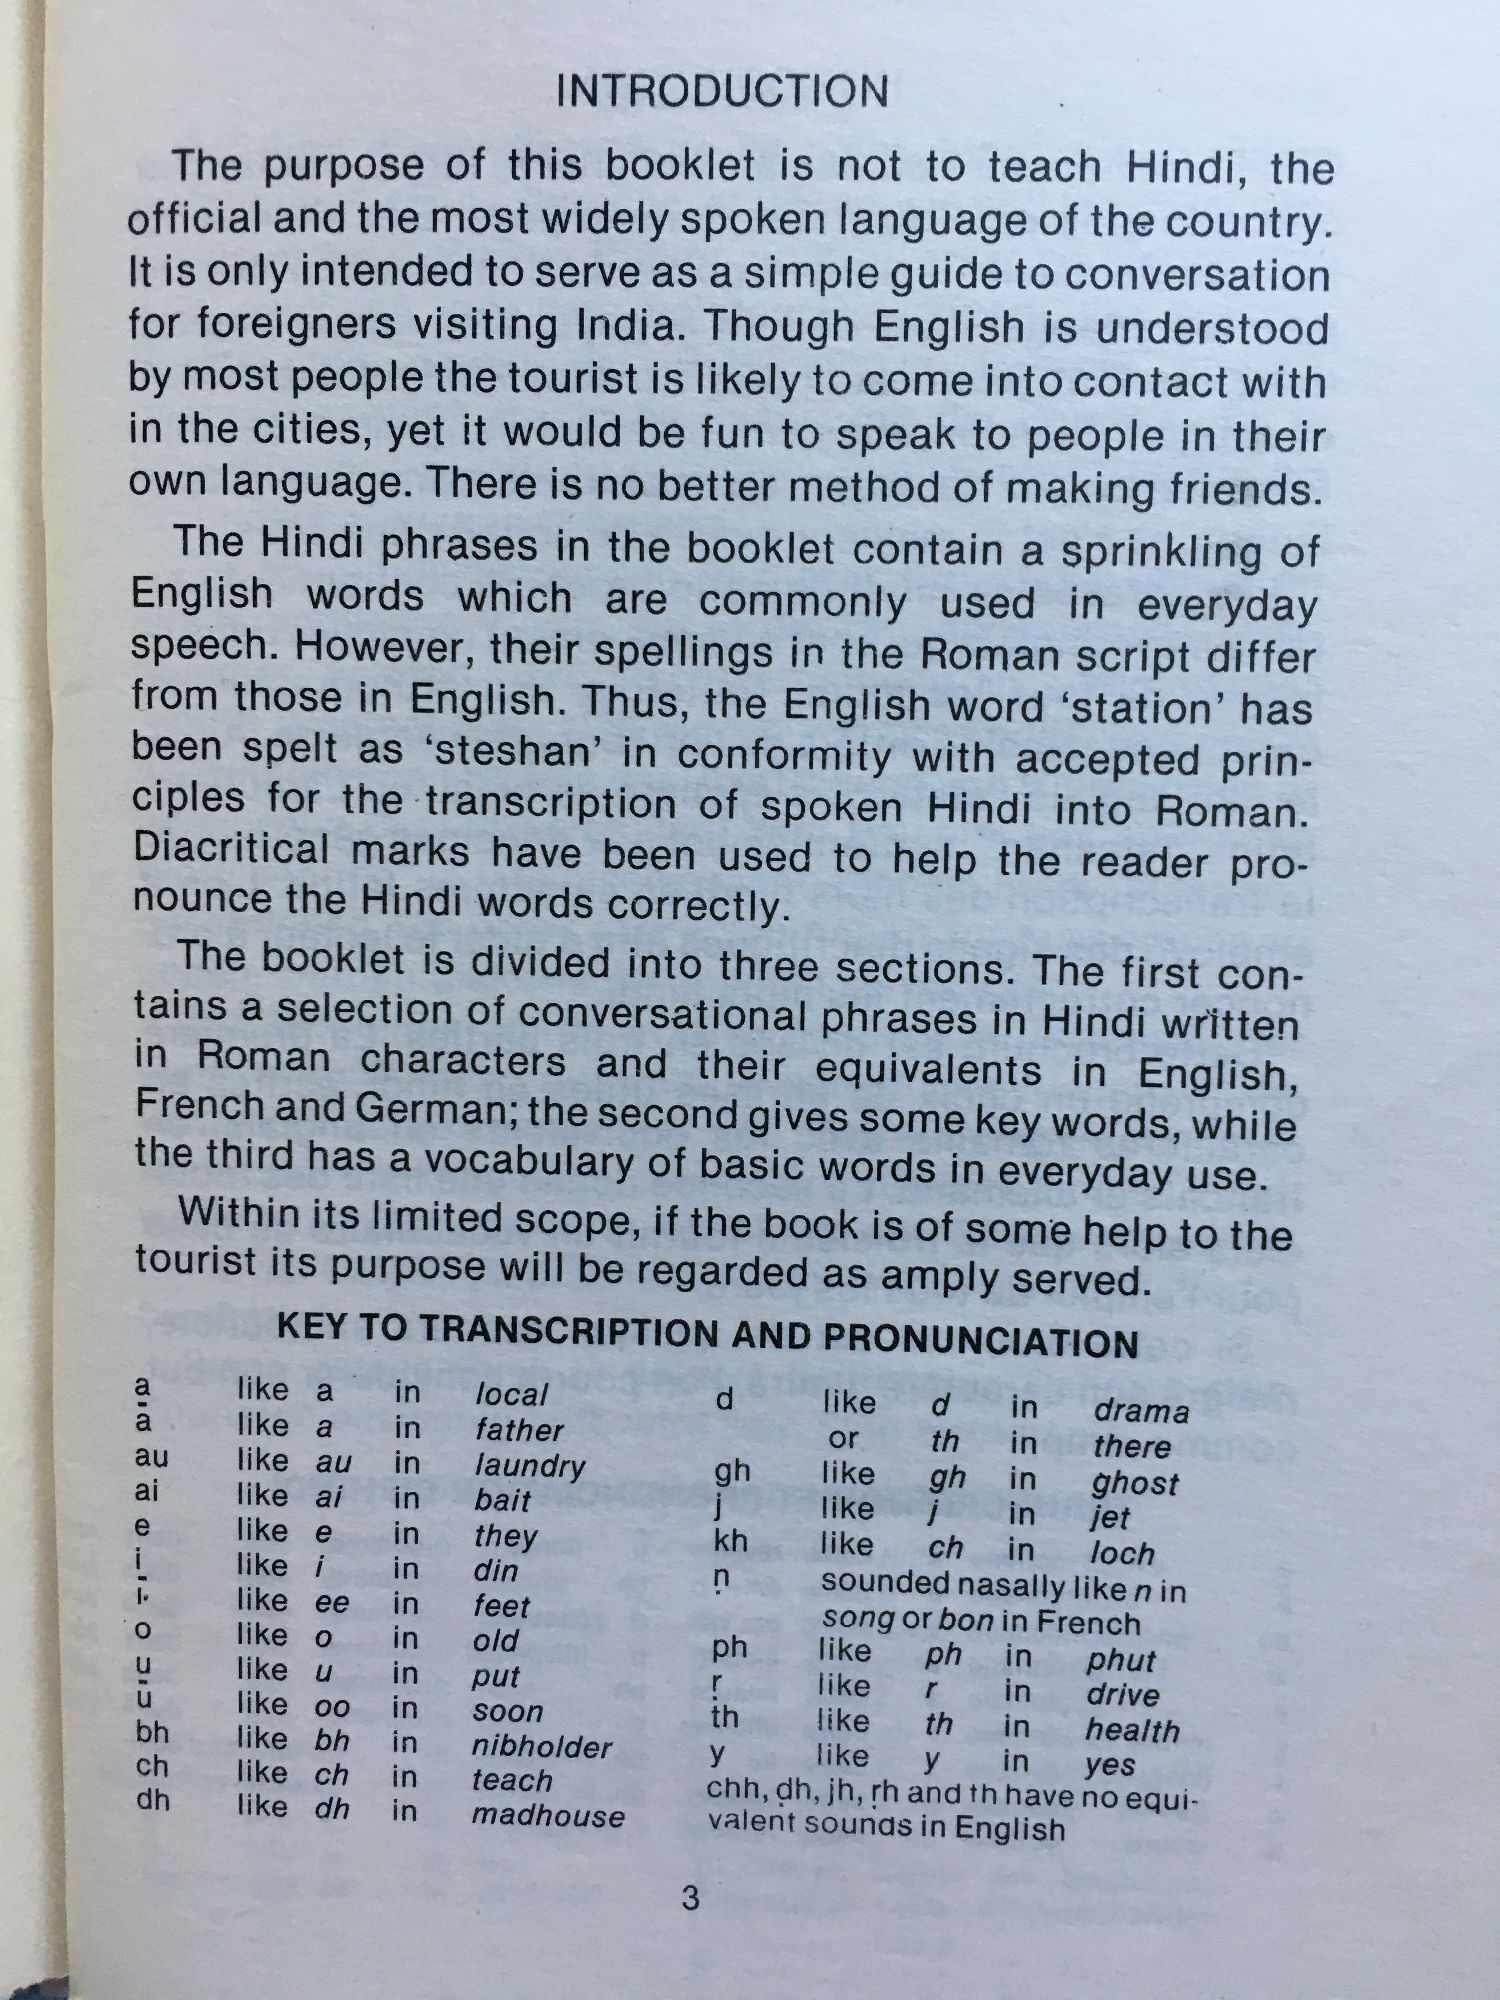 INTRODUCTION
The purpose of this booklet is not to teach Hindi, the
official and the most widely spoken language of the country.
It is only intended to serve as a simple guide to conversation
for foreigners visiting India. Though English is understood
by most people the tourist is likely to come into contact with
in the cities, yet it would be fun to speak to people in their
own language. There is no better method of making friends.
The Hindi phrases in the booklet contain a sprinkling of
English words which are commonly used in everyday
speech. However, their spellings in the Roman script differ
from those in English. Thus, the English word ‘station’ has
been spelt as ‘steshan’ in conformity with accepted prin-
ciples for the transcription of spoken Hindi into Roman.
Diacritical marks have been used to help the reader pro-
nounce the Hindi words correctly.
The booklet is divided into three sections. The first con-
tains a selection of conversational phrases in Hindi written
in Roman characters and their equivalents in English,
French and German; the second gives some key words, while
the third has a vocabulary of basic words in everyday use.
Within its limited scope, if the book is of some help to the
tourist its purpose will be regarded as amply served.
KEY TO TRANSCRIPTION AND PRONUNCIATION
a like a in local
ā like a in father
au like au in laundry
ai like ai in bait
e like e in they
i like i in din
ī like ee in feet
o like o in old
u like u in put
ū like oo in soon
bh like bh in nibholder
ch like ch in teach
dh like dh in madhouse
d like d in drama
or th in there
gh like gh in ghost
j like j in jet
kh like ch in loch
ṇ sounded nasally like n in
song or bon in French
ph like ph in phut
ṛ like r in drive
th like th in health
y like y in yes
chh, ḍh, jh, ṛh and th have no equi-
valent sounds in English
3